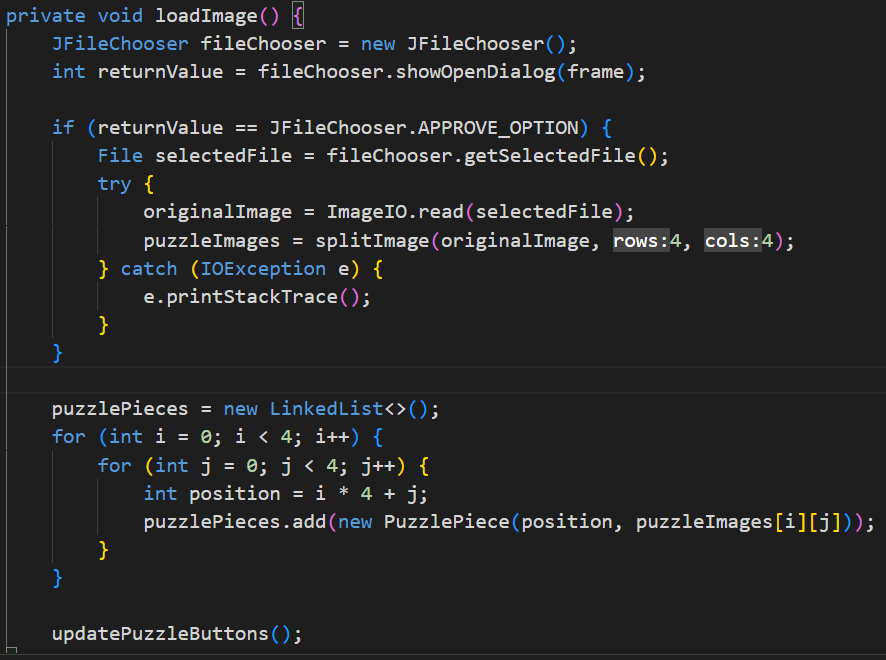 private void loadImage() {
    JFileChooser fileChooser = new JFileChooser();
    int returnValue = fileChooser.showOpenDialog(frame);

    if (returnValue == JFileChooser.APPROVE_OPTION) {
        File selectedFile = fileChooser.getSelectedFile();
        try {
            originalImage = ImageIO.read(selectedFile);
            puzzleImages = splitImage(originalImage, rows:4, cols:4);
        } catch (IOException e) {
            e.printStackTrace();
        }
    }

    puzzlePieces = new LinkedList<>();
    for (int i = 0; i < 4; i++) {
        for (int j = 0; j < 4; j++) {
            int position = i * 4 + j;
            puzzlePieces.add(new PuzzlePiece(position, puzzleImages[i][j]));
        }
    }

    updatePuzzleButtons();